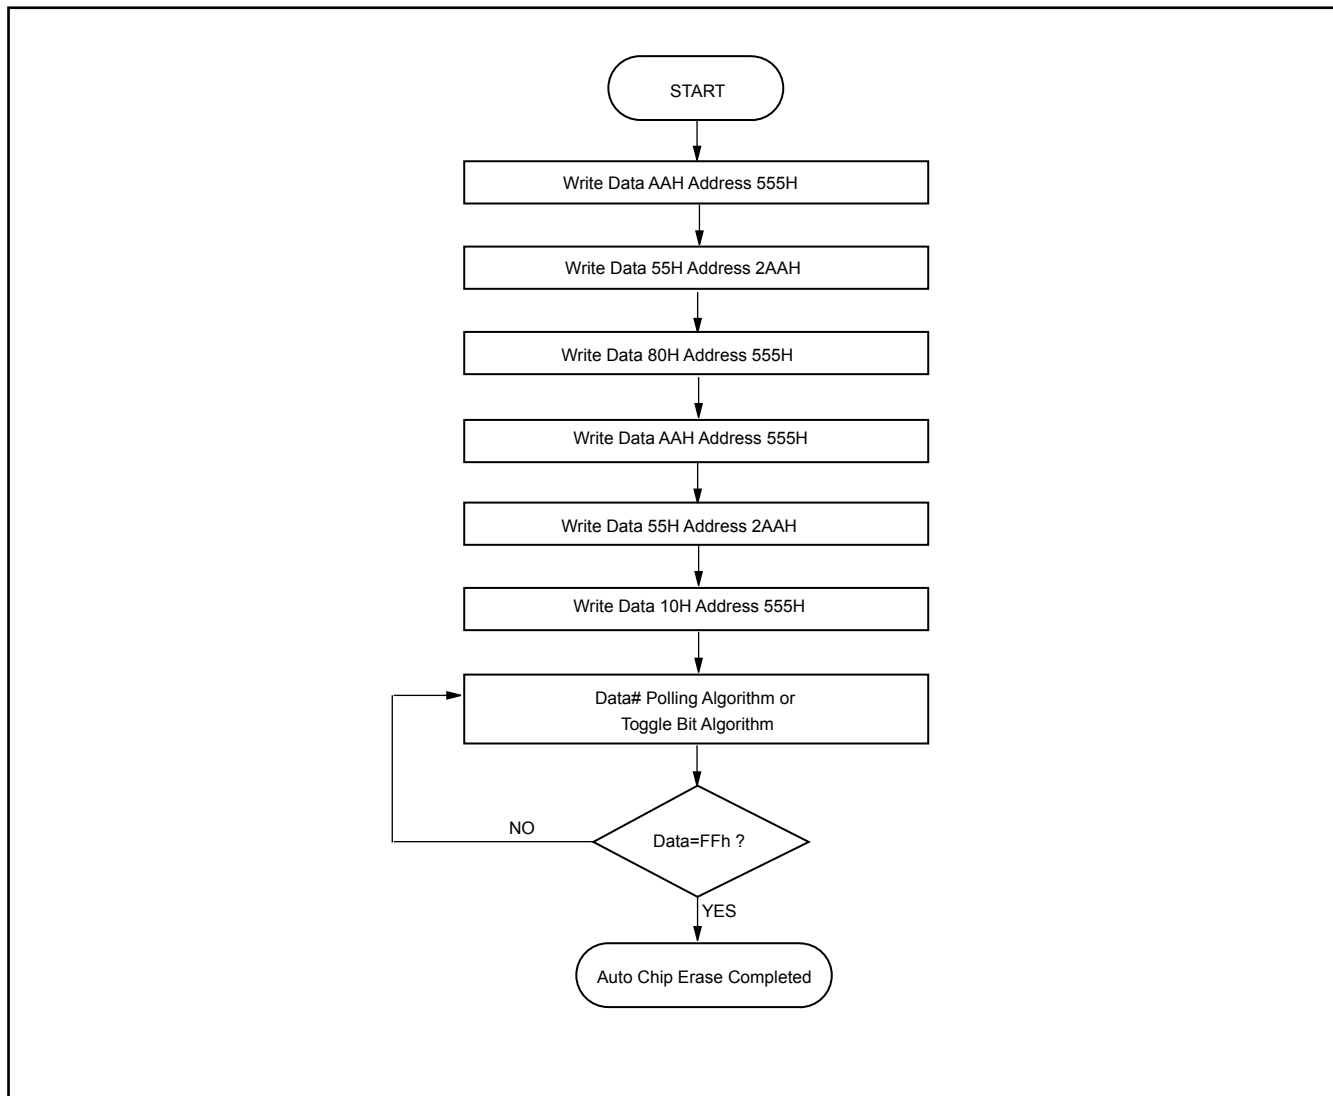 START
Write Data AAH Address 555H
Write Data 55H Address 2AAH
Write Data 80H Address 555H
Write Data AAH Address 555H
Write Data 55H Address 2AAH
Write Data 10H Address 555H
Data# Polling Algorithm or
Toggle Bit Algorithm
NO
Data=FFh ?
YES
Auto Chip Erase Completed